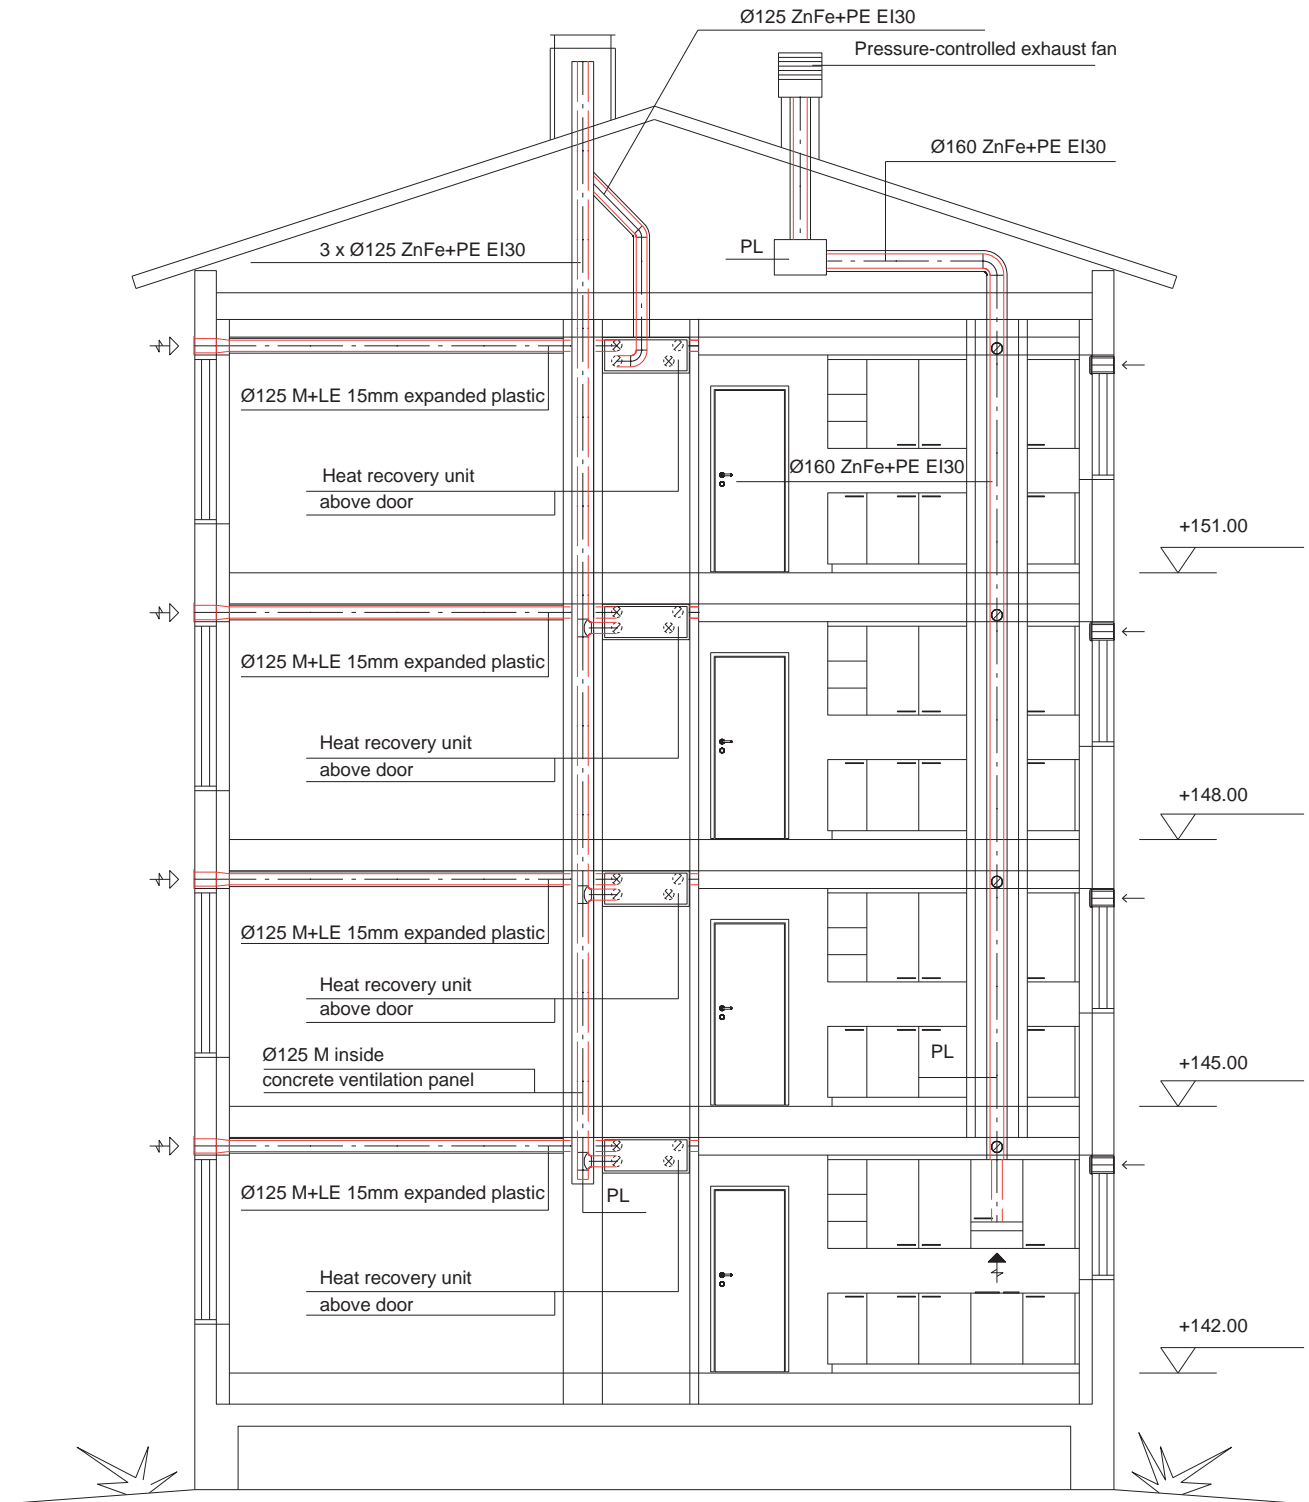 Ø125 ZnFe+PE EI30
Pressure-controlled exhaust fan
Ø160 ZnFe+PE EI30
3 x Ø125 ZnFe+PE EI30
PL
Ø125 M+LE 15mm expanded plastic
Heat recovery unit
above door
Ø160 ZnFe+PE EI30
+151.00
Ø125 M+LE 15mm expanded plastic
Heat recovery unit
above door
+148.00
Ø125 M+LE 15mm expanded plastic
Heat recovery unit
above door
Ø125 M inside
concrete ventilation panel
PL
+145.00
Ø125 M+LE 15mm expanded plastic
PL
Heat recovery unit
above door
+142.00